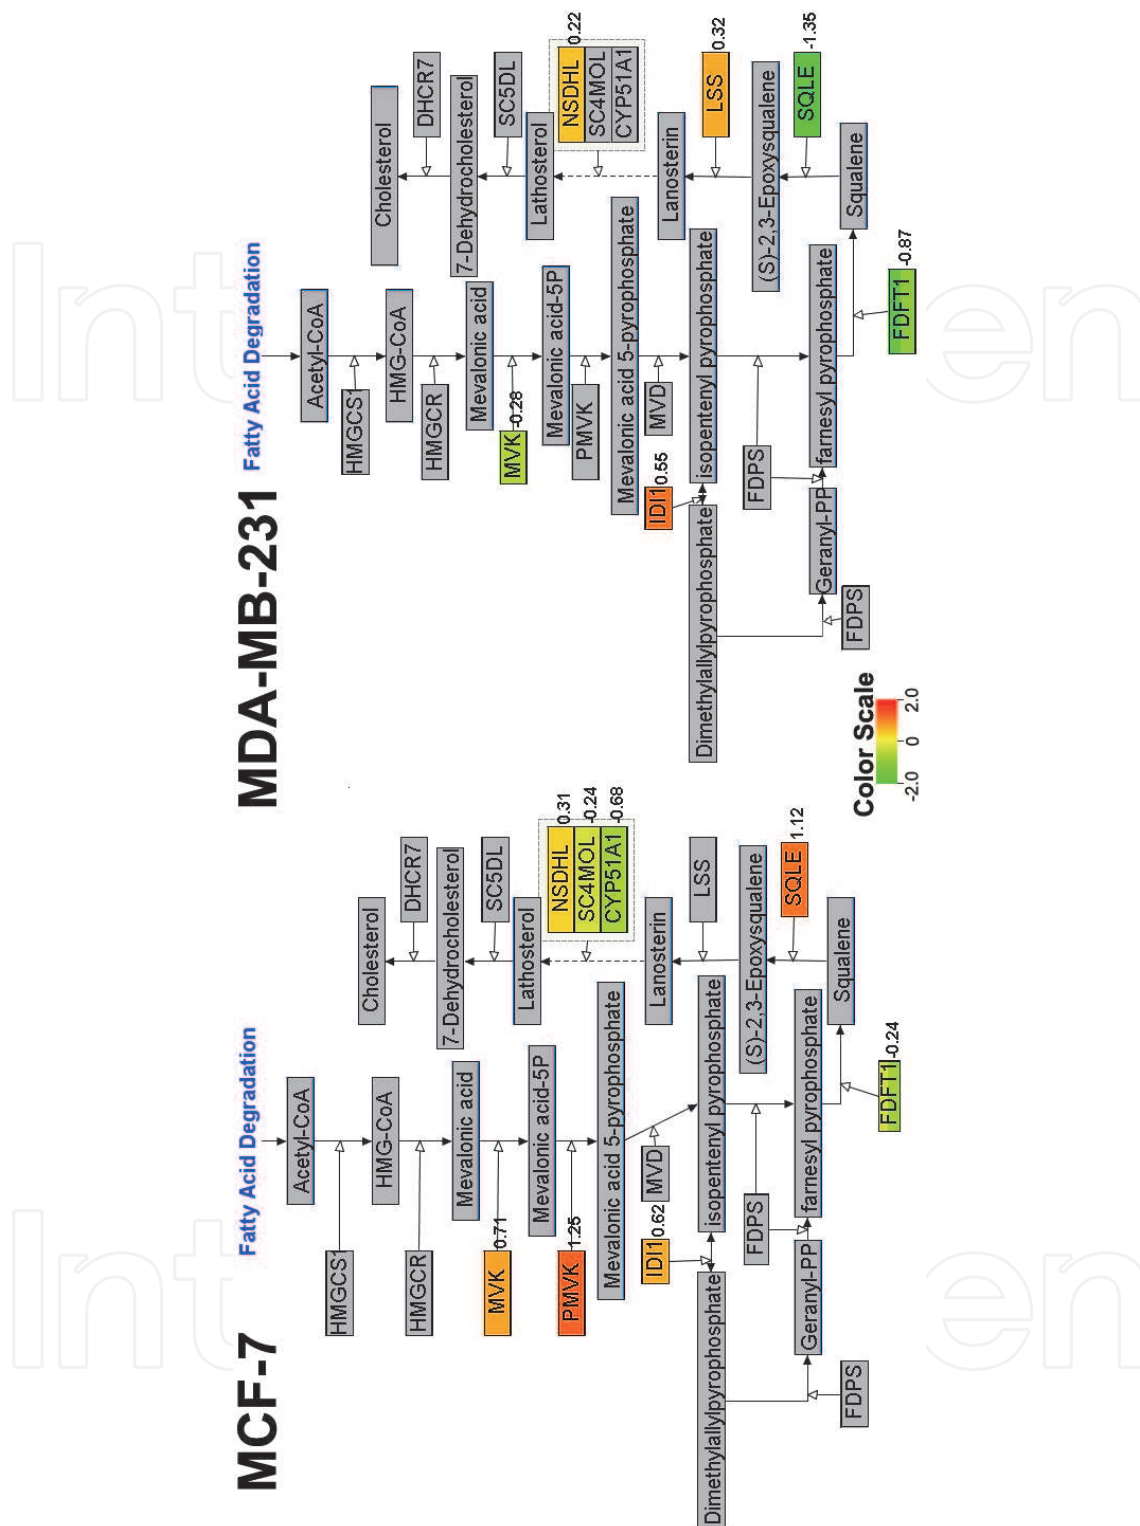 MCF-7
Fatty Acid Degradation
Acetyl-CoA
HMGCS1
HMG-CoA
HMGCR
Mevalonic acid
MVK
0.71
Mevalonic acid-5P
PMVK
1.25
Mevalonic acid 5-pyrophosphate
MVD
IDI1
0.62
isopentenyl pyrophosphate
Dimethylallylpyrophosphate
FDPS
FDPS
Geranyl-PP
farnesyl pyrophosphate
FDFT1
-0.24
Squalene
SQLE
1.12
(S)-2,3-Epoxysqualene
LSS
Lanosterin
NSDHL
0.31
SC4MOL
-0.24
CYP51A1
-0.68
Lathosterol
SC5DL
7-Dehydrocholesterol
DHCR7
Cholesterol
MDA-MB-231
Fatty Acid Degradation
Acetyl-CoA
HMGCS1
HMG-CoA
HMGCR
Mevalonic acid
MVK
-0.28
Mevalonic acid-5P
PMVK
Mevalonic acid 5-pyrophosphate
MVD
IDI1
0.55
isopentenyl pyrophosphate
Dimethylallylpyrophosphate
FDPS
FDPS
Geranyl-PP
farnesyl pyrophosphate
FDFT1
-0.87
Squalene
SQLE
-1.35
(S)-2,3-Epoxysqualene
LSS
0.32
Lanosterin
NSDHL
0.22
SC4MOL
CYP51A1
Lathosterol
SC5DL
7-Dehydrocholesterol
DHCR7
Cholesterol
Color Scale
-2.0 0 2.0
Int
en
Int
en